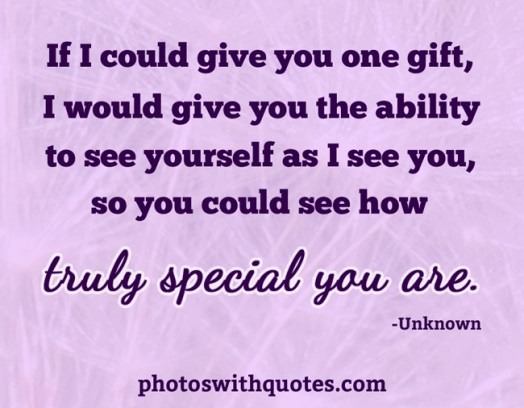 If I could give you one gift,
I would give you the ability
to see yourself as I see you,
so you could see how
truly special you are.
-Unknown
photoswithquotes.com